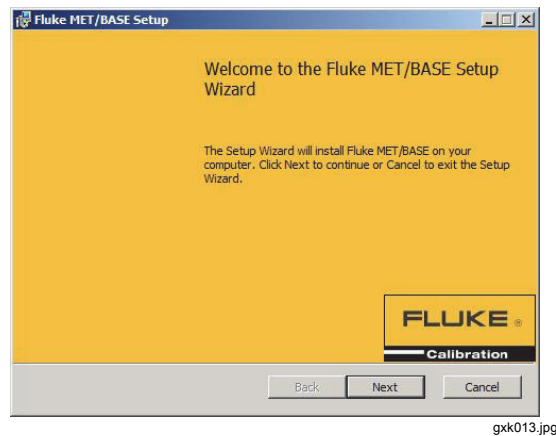 Fluke MET/BASE Setup
Welcome to the Fluke MET/BASE Setup
Wizard
The Setup Wizard will install Fluke MET/BASE on your
computer. Click Next to continue or Cancel to exit the Setup
Wizard.
FLUKE ®
Calibration
Back Next Cancel
gxk013.jpg